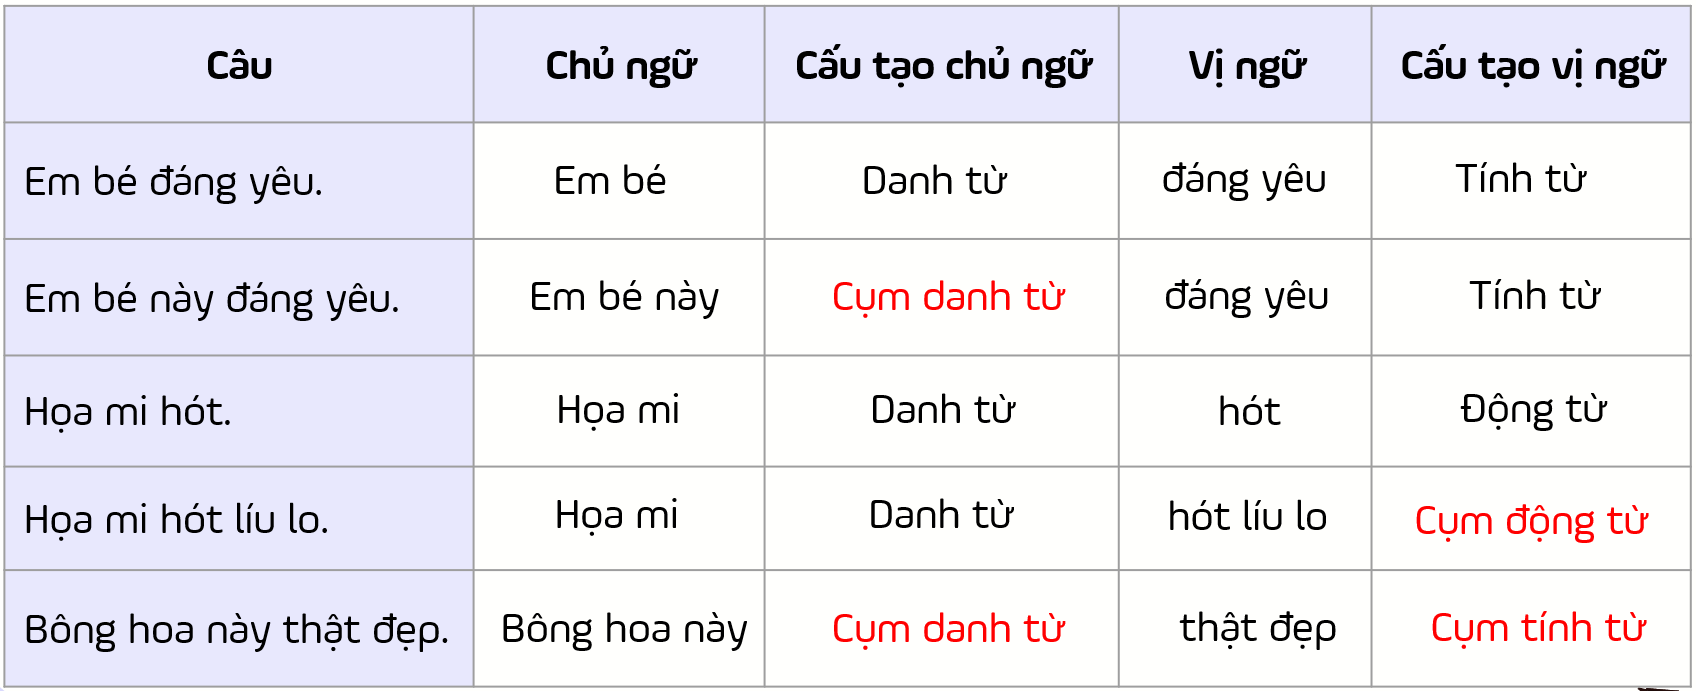 Câu Chủ ngữ Cấu tạo chủ ngữ Vị ngữ Cấu tạo vị ngữ
Em bé đáng yêu. Em bé Danh từ đáng yêu Tính từ
Em bé này đáng yêu. Em bé này Cụm danh từ đáng yêu Tính từ
Họa mi hót. Họa mi Danh từ hót Động từ
Họa mi hót líu lo. Họa mi Danh từ hót líu lo Cụm động từ
Bông hoa này thật đẹp. Bông hoa này Cụm danh từ thật đẹp Cụm tính từ